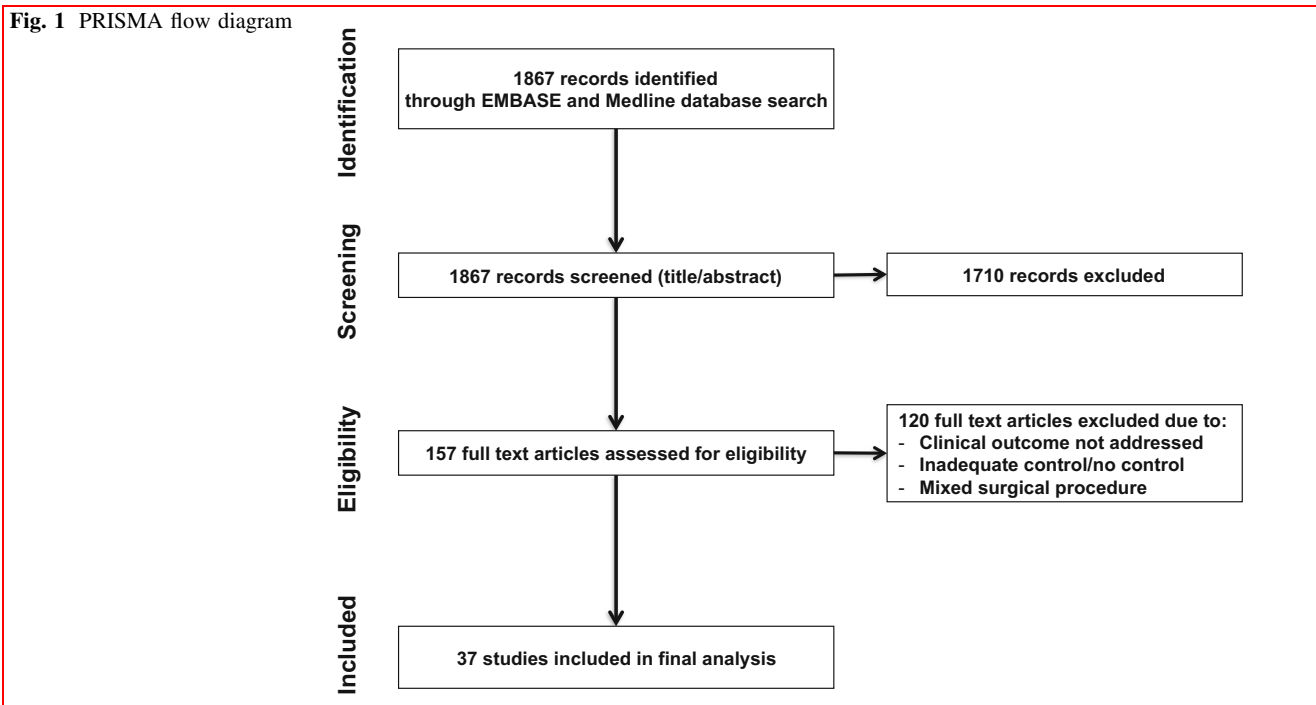 Fig. 1 PRISMA flow diagram
Identification
1867 records identified
through EMBASE and Medline database search
Screening
1867 records screened (title/abstract)
1710 records excluded
Eligibility
157 full text articles assessed for eligibility
120 full text articles excluded due to:
- Clinical outcome not addressed
- Inadequate control/no control
- Mixed surgical procedure
Included
37 studies included in final analysis